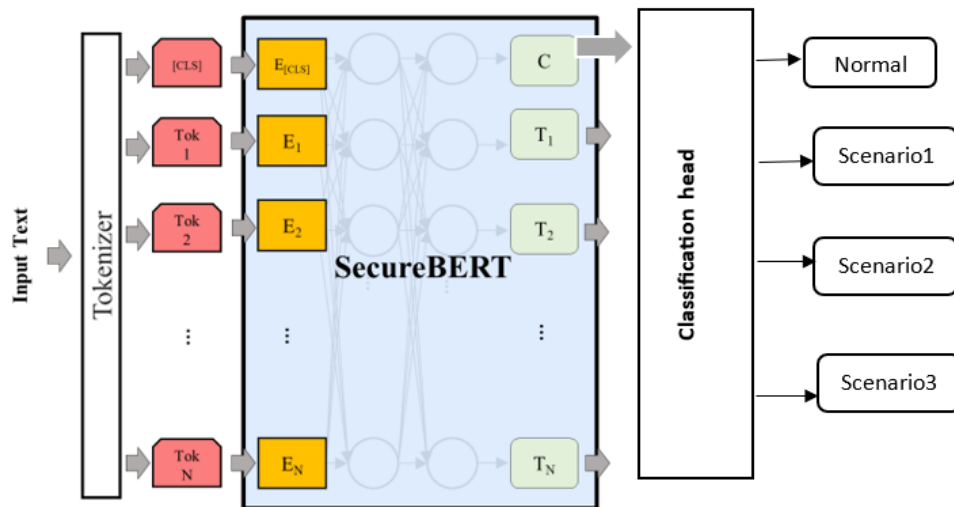 Input Text
Tokenizer
[CLS]
Tok
1
Tok
2
...
Tok
N
E[CLS]
E1
E2
...
EN
SecureBERT
...
...
C
T1
T2
...
TN
Classification head
Normal
Scenario1
Scenario2
Scenario3